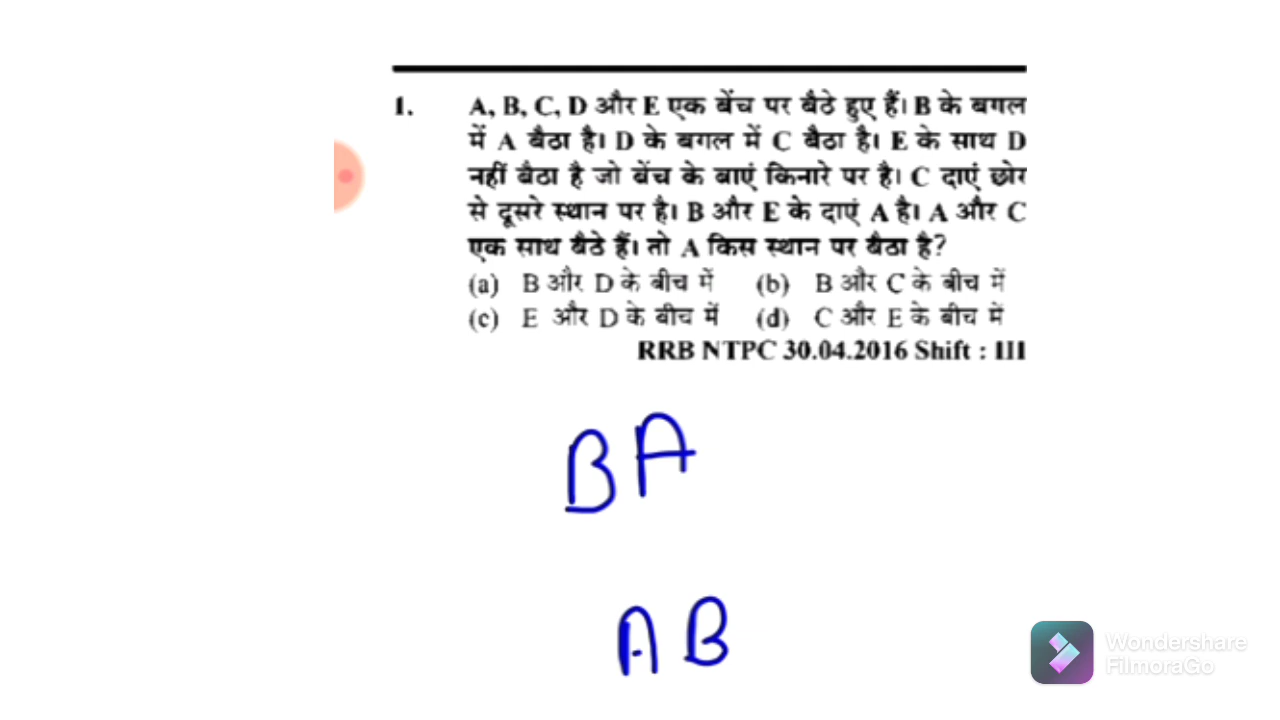 1. A, B, C, D और E एक बेंच पर बैठे हुए हैं। B के बगल
में A बैठा है। D के बगल में C बैठा है। E के साथ D
नहीं बैठा है जो बेंच के बाएं किनारे पर है। C दाएं छोर
से दूसरे स्थान पर है। B और E के दाएं A है। A और C
एक साथ बैठे हैं। तो A किस स्थान पर बैठा है?
(a) B और D के बीच में (b) B और C के बीच में
(c) E और D के बीच में (d) C और E के बीच में
RRB NTPC 30.04.2016 Shift : III
BA
AB
Wondershare
FilmoraGo